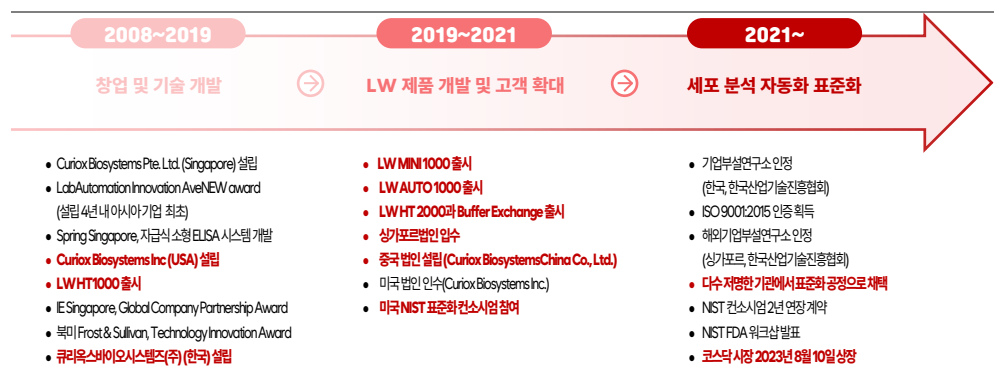 2008~2019
창업 및 기술 개발
• Curiox Biosystems Pte. Ltd. (Singapore) 설립
• LabAutomation Innovation AveNEW award
(설립 4년 내 아시아 기업 최초)
• Spring Singapore, 자급식 소형 ELISA 시스템 개발
• Curiox Biosystems Inc (USA) 설립
• LW HT1000 출시
• IE Singapore, Global Company Partnership Award
• 북미 Frost & Sullivan, Technology Innovation Award
• 큐리옥스바이오시스템즈(주) (한국) 설립
2019~2021
LW 제품 개발 및 고객 확대
• LW MINI 1000 출시
• LW AUTO 1000 출시
• LW HT 2000과 Buffer Exchange 출시
• 싱가포르법인 인수
• 중국 법인 설립 (Curiox BiosystemsChina Co., Ltd.)
• 미국 법인 인수(Curiox Biosystems Inc.)
• 미국 NIST 표준화 컨소시엄 참여
2021~
세포 분석 자동화 표준화
• 기업부설연구소 인정
(한국, 한국산업기술진흥협회)
• ISO 9001:2015 인증 획득
• 해외기업부설연구소 인정
(싱가포르, 한국산업기술진흥협회)
• 다수 저명한 기관에서 표준화 공정으로 채택
• NIST 컨소시엄 2년 연장 계약
• NIST FDA 워크샵 발표
• 코스닥 시장 2023년 8월 10일 상장